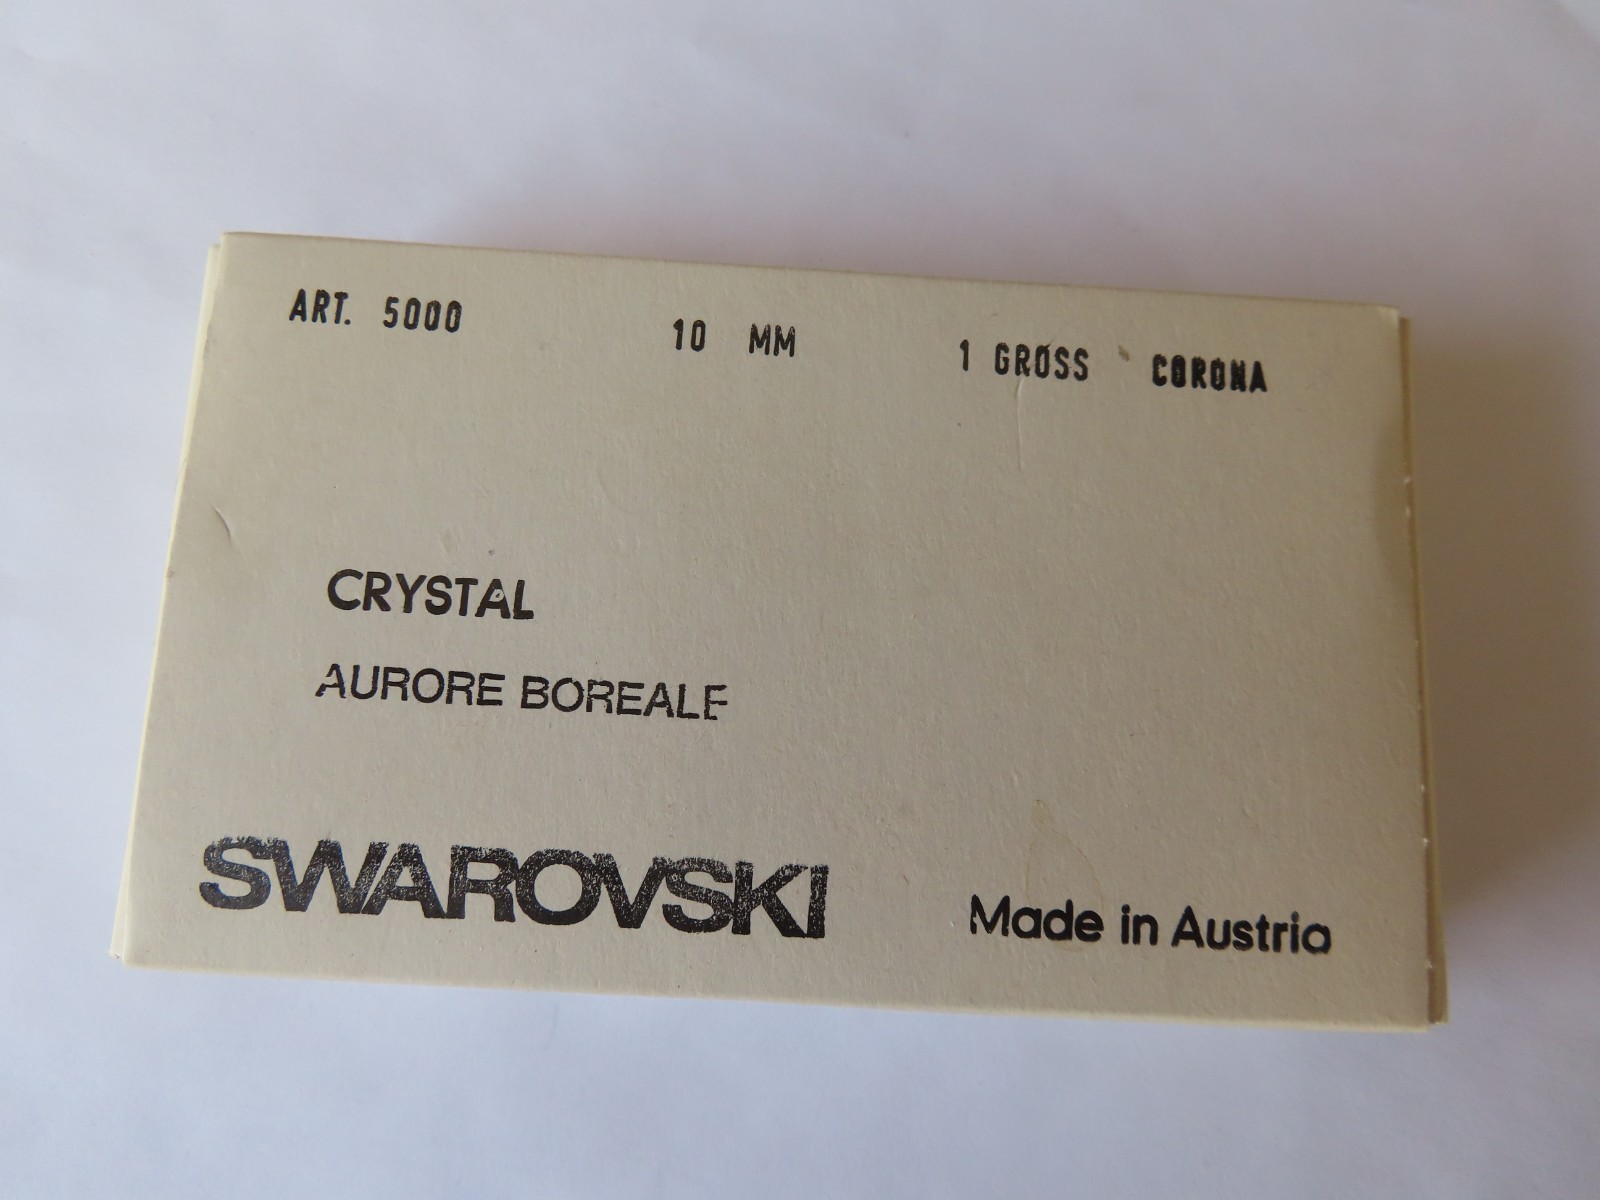 ART. 5000 10 MM 1 GROSS CORONA
CRYSTAL
AURORE BOREALE
SWAROVSKI
Made in Austria